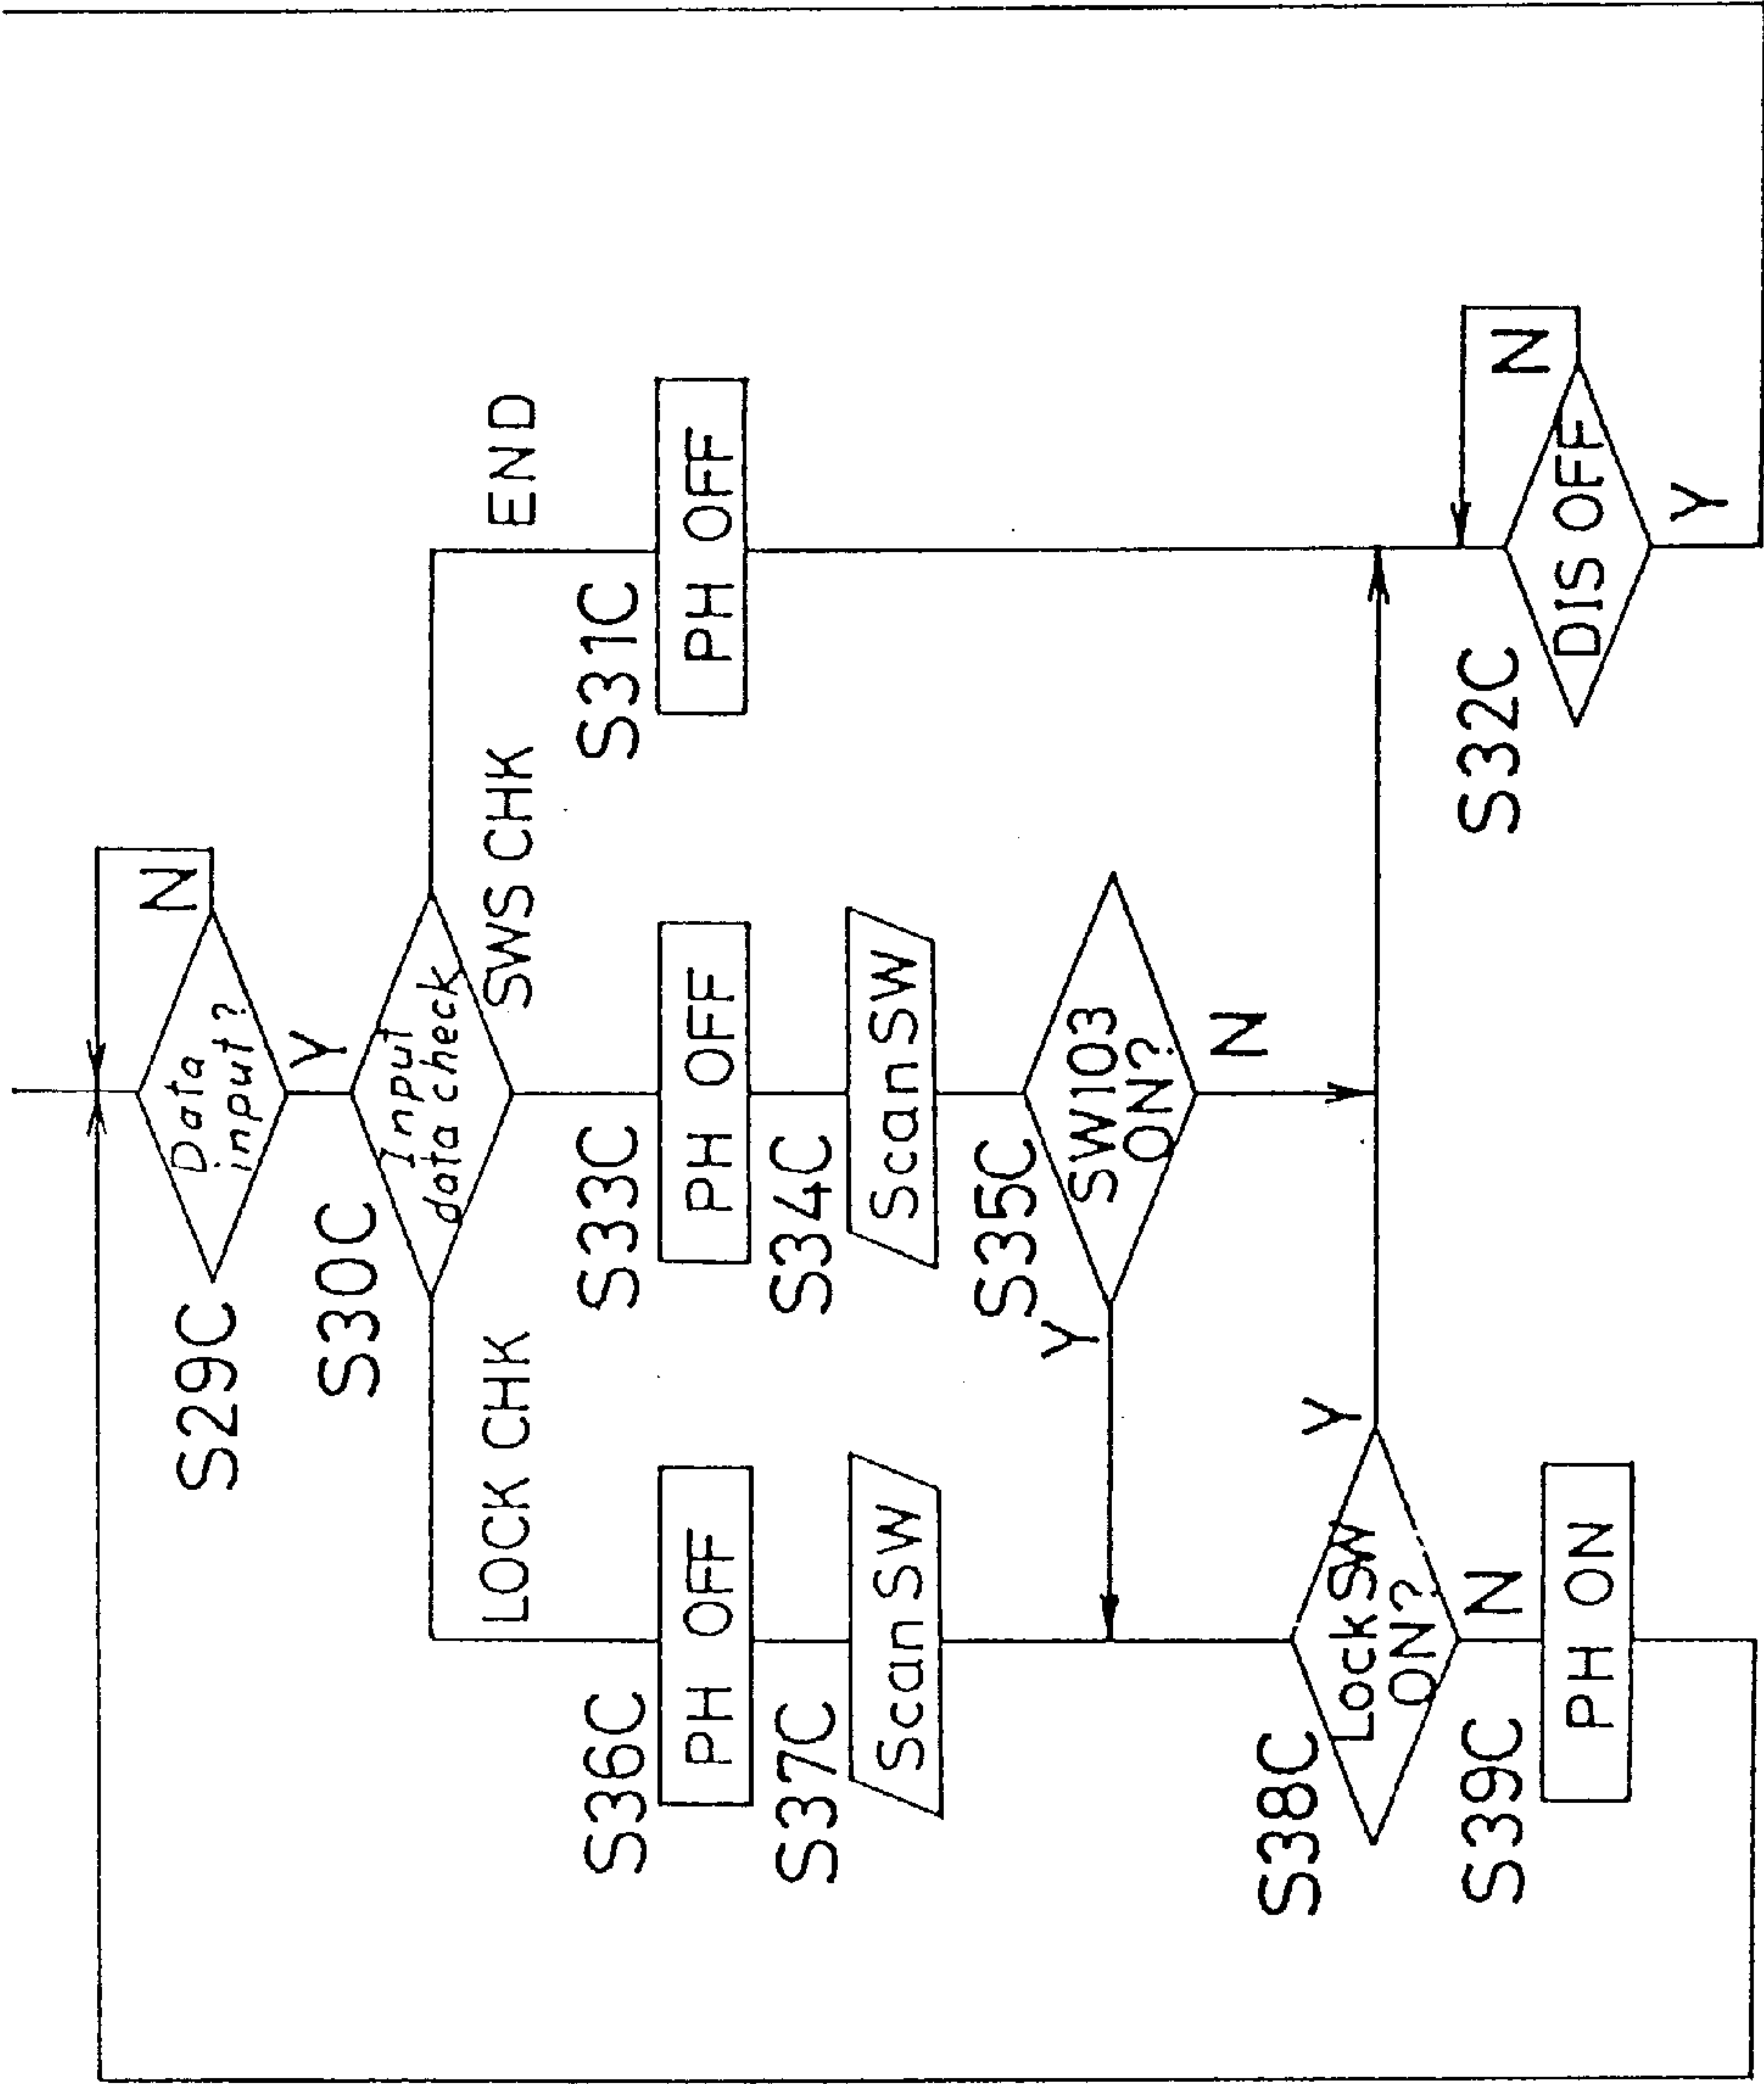 S29C
Data
input?
N
Y
S30C
Input
data check
LOCK CHK
SWS CHK
END
S36C
PH OFF
S33C
PH OFF
S31C
PH OFF
S37C
Scan SW
S34C
Scan SW
S35C
SW103
ON?
Y
N
S38C
Lock SW
ON?
Y
N
S32C
DIS OFF
N
Y
S39C
PH ON